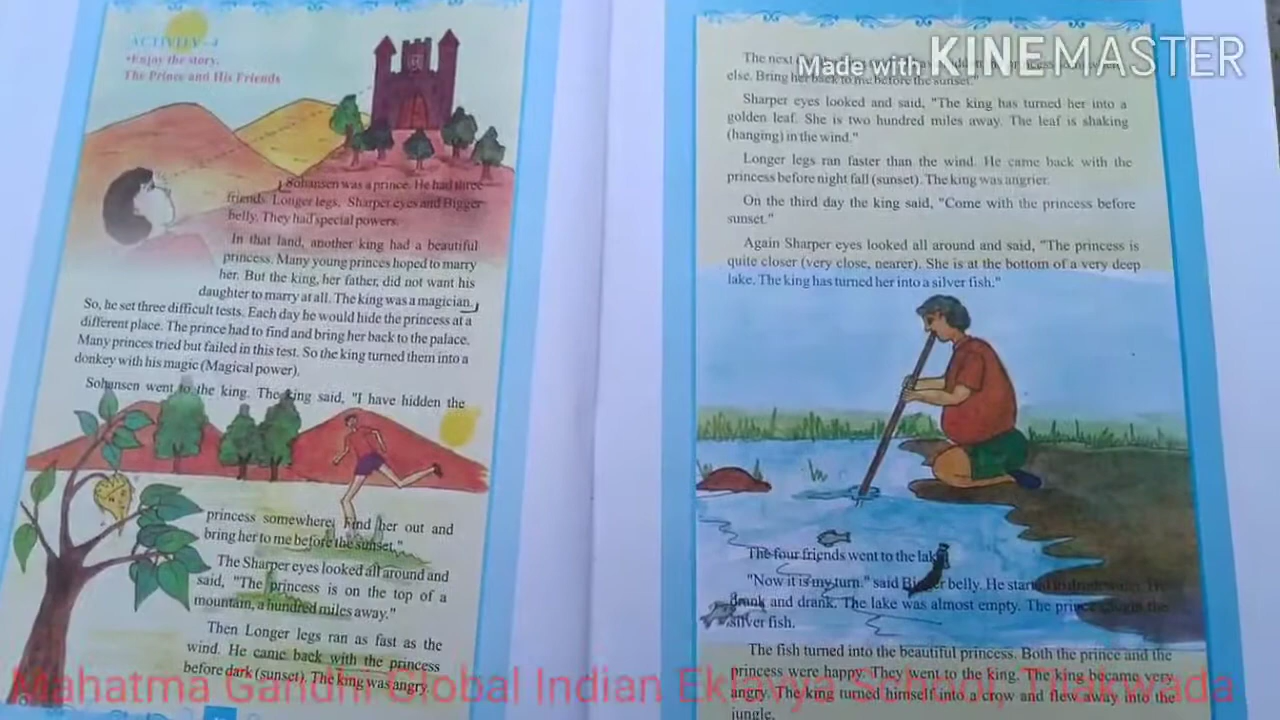 ACTIVITY - 4
•Enjoy the story.
The Prince and His Friends
Sohansen was a prince. He had three
friends. Longer legs, Sharper eyes and Bigger
belly. They had special powers.
In that land, another king had a beautiful
princess. Many young princes hoped to marry
her. But the king, her father, did not want his
daughter to marry at all. The king was a magician.
So, he set three difficult tests. Each day he would hide the princess at a
different place. The prince had to find and bring her back to the palace.
Many princes tried but failed in this test. So the king turned them into a
donkey with his magic (Magical power).
Sohansen went to the king. The king said, "I have hidden the
princess somewhere. Find her out and
bring her to me before the sunset."
The Sharper eyes looked all around and
said, "The princess is on the top of a
mountain, a hundred miles away."
Then Longer legs ran as fast as the
wind. He came back with the princess
before dark (sunset). The king was angry.
The next
else. Bring her back to me before the sunset."
Sharper eyes looked and said, "The king has turned her into a
golden leaf. She is two hundred miles away. The leaf is shaking
(hanging) in the wind."
Longer legs ran faster than the wind. He came back with the
princess before night fall (sunset). The king was angrier.
On the third day the king said, "Come with the princess before
sunset."
Again Sharper eyes looked all around and said, "The princess is
quite closer (very close, nearer). She is at the bottom of a very deep
lake. The king has turned her into a silver fish."
The four friends went to the lake.
"Now it is my turn." said Bigger belly. He started to drink water. He
drank and drank. The lake was almost empty. The prince the
silver fish.
The fish turned into the beautiful princess. Both the prince and the
princess were happy. They went to the king. The king became very
angry. The king turned himself into a crow and flew away into the
jungle.
Made with KINEMASTER
Mahatma Gandhi Global Indian Eklavya School, Tilakwada